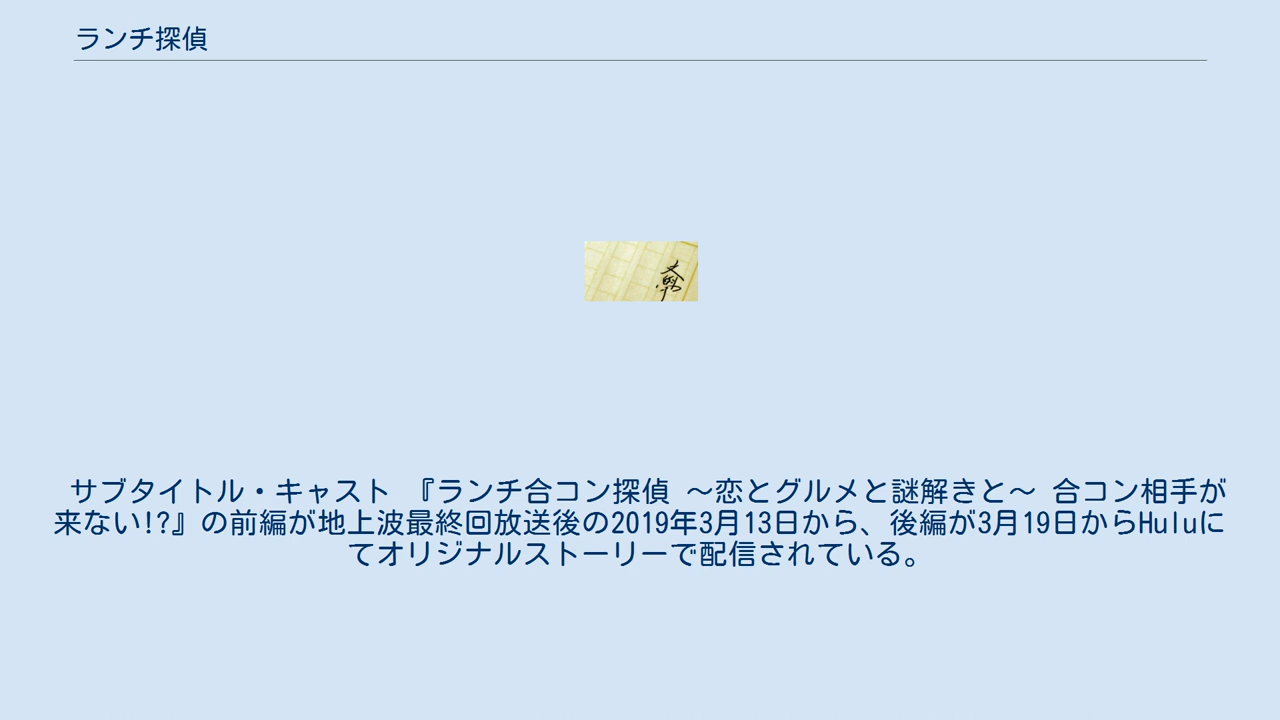 ランチ探偵
サブタイトル・キャスト 『ランチ合コン探偵 〜恋とグルメと謎解きと〜 合コン相手が
来ない!?』の前編が地上波最終回放送後の2019年3月13日から、後編が3月19日からHuluに
てオリジナルストーリーで配信されている。